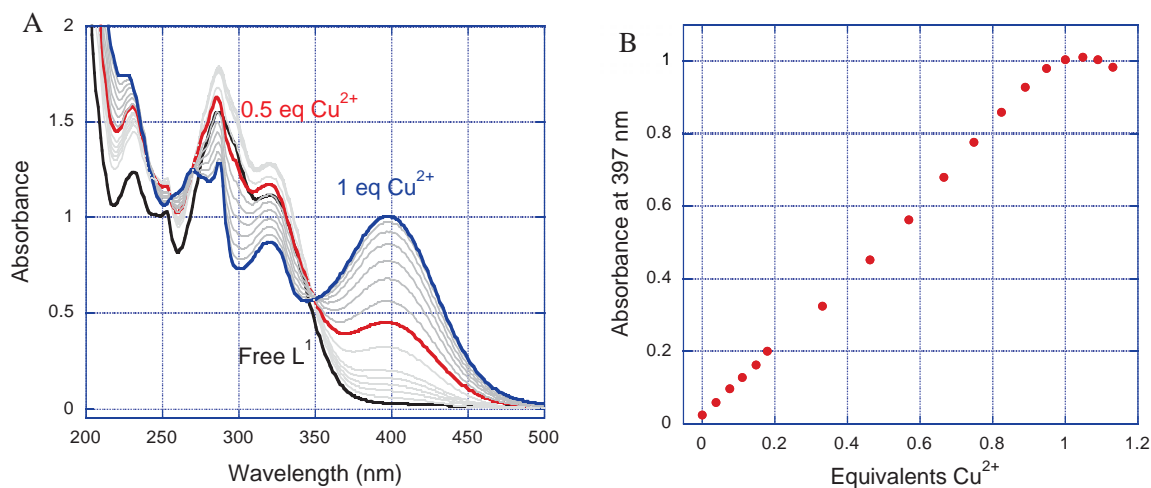 A
2
1.5
1
0.5
0
Absorbance
0.5 eq Cu²⁺
1 eq Cu²⁺
Free L¹
200 250 300 350 400 450 500
Wavelength (nm)
B
1
0.8
0.6
0.4
0.2
0
Absorbance at 397 nm
0 0.2 0.4 0.6 0.8 1 1.2
Equivalents Cu²⁺